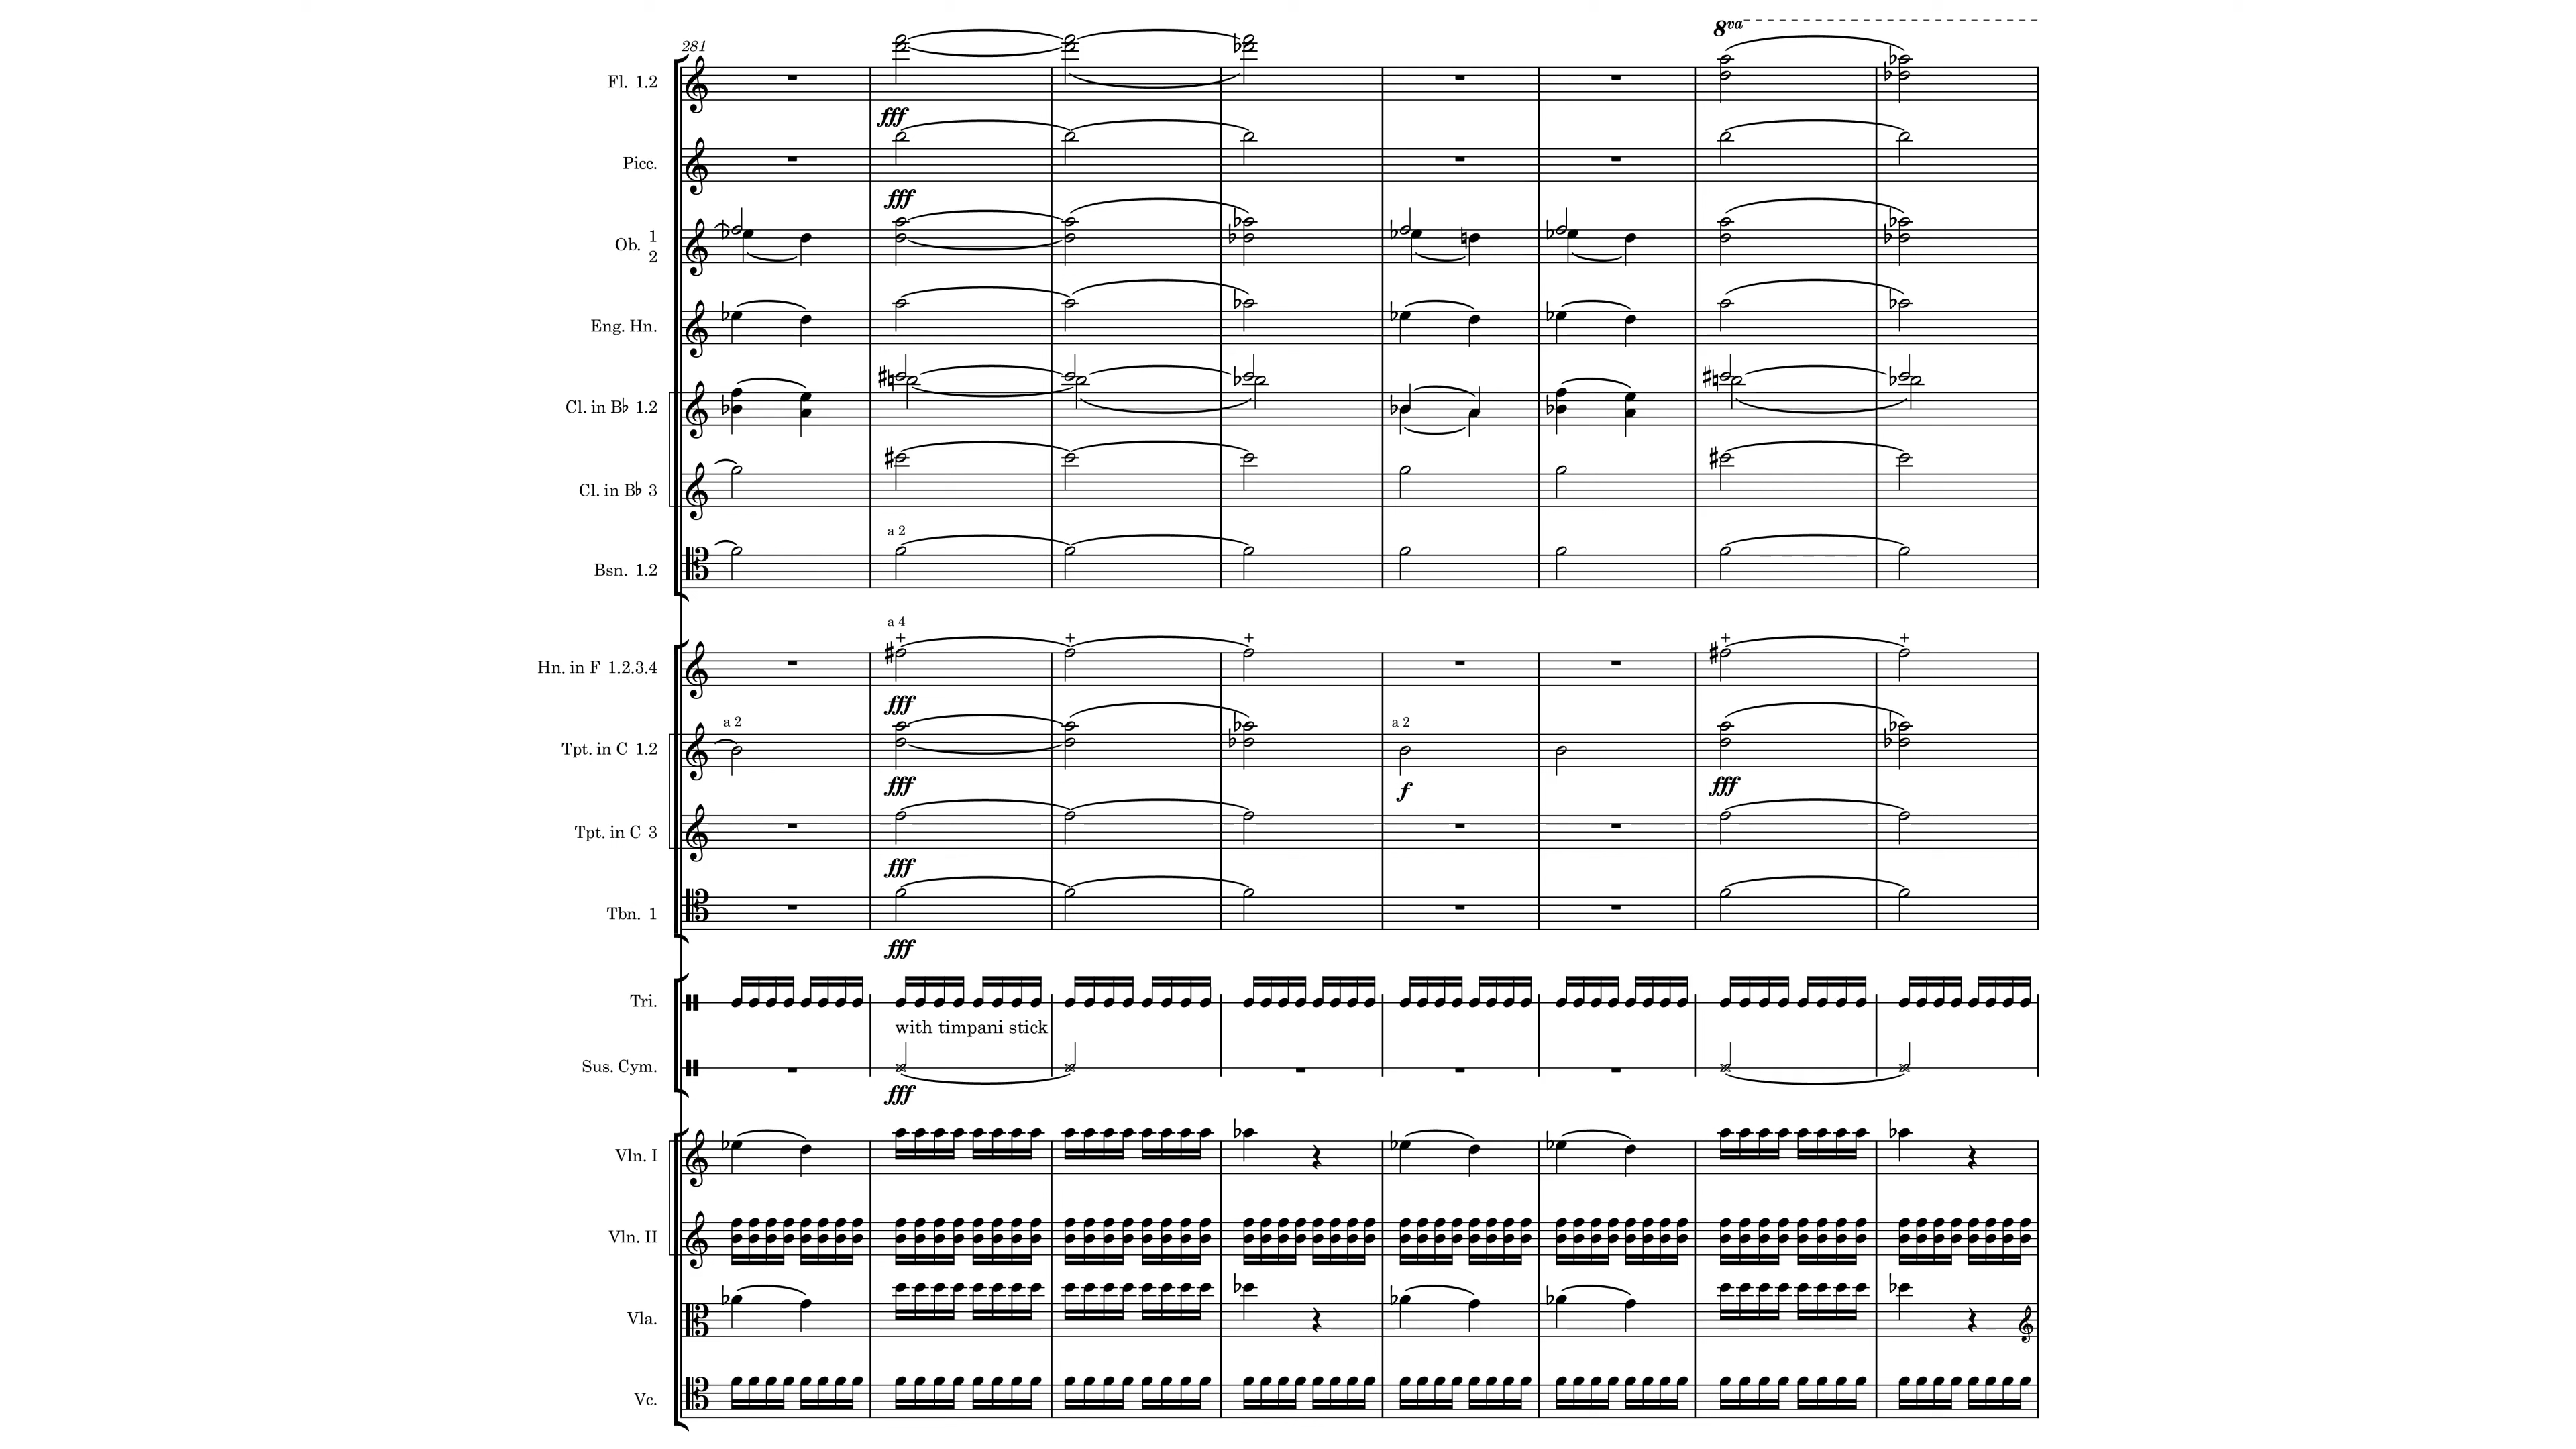 8va
281
Fl. 1.2
fff
Picc.
fff
Ob. 1
2
Eng. Hn.
Cl. in B♭ 1.2
Cl. in B♭ 3
a 2
Bsn. 1.2
a 4
Hn. in F 1.2.3.4
fff
a 2 a 2
Tpt. in C 1.2
fff f fff
Tpt. in C 3
fff
Tbn. 1
fff
Tri.
with timpani stick
Sus. Cym.
fff
Vln. I
Vln. II
Vla.
Vc.